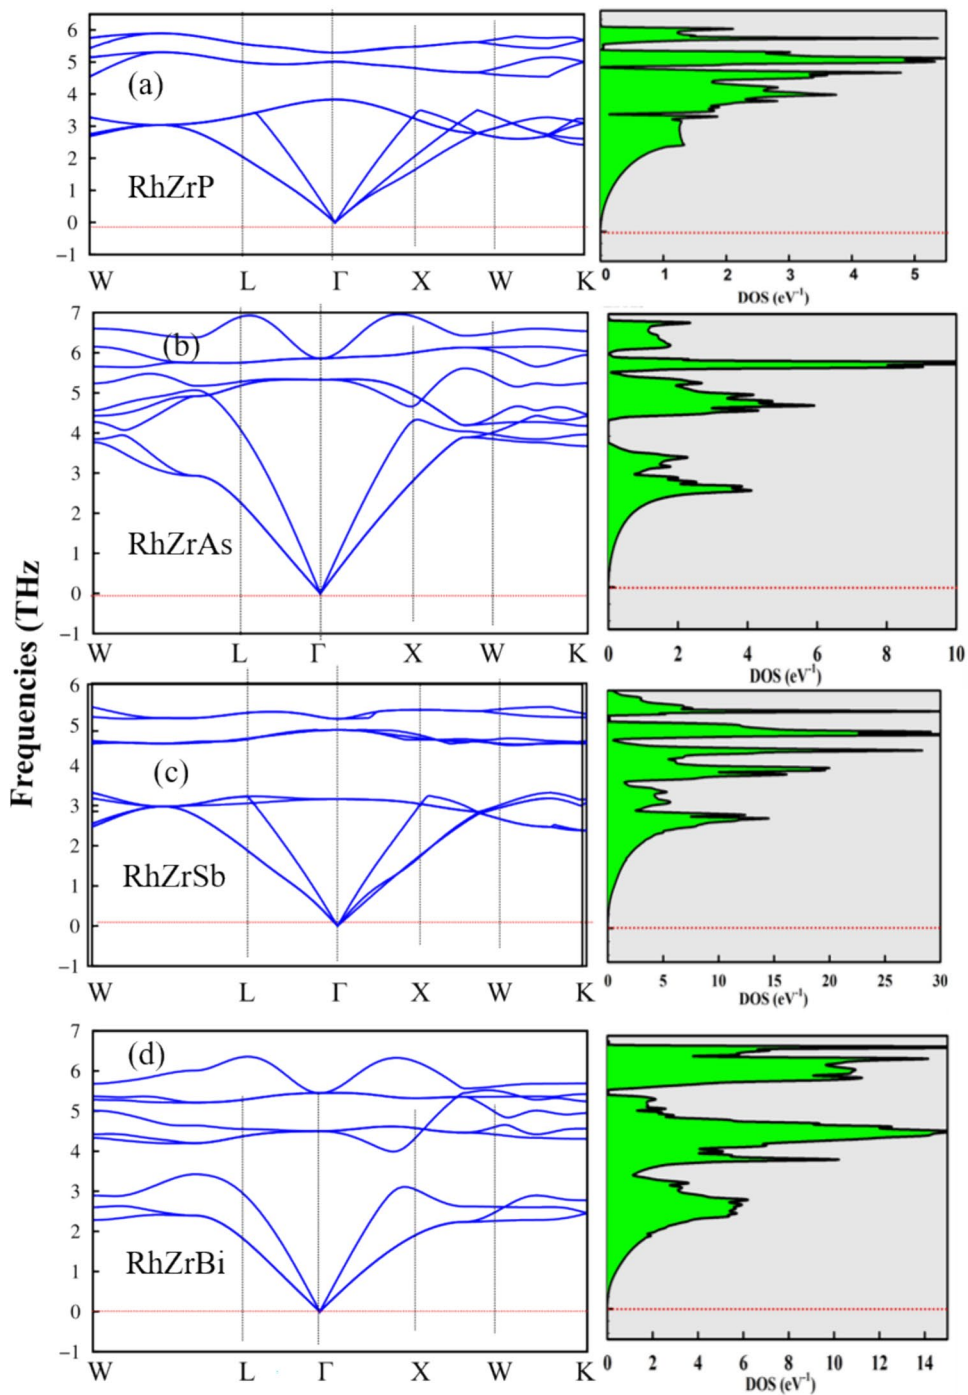 Frequencies (THz
6
5
4
3
2
1
0
−1
(a)
RhZrP
W L Γ X W K
0 1 2 3 4 5
DOS (eV⁻¹)
7
6
5
4
3
2
1
0
−1
(b)
RhZrAs
W L Γ X W K
0 2 4 6 8 10
DOS (eV⁻¹)
6
5
4
3
2
1
0
−1
(c)
RhZrSb
W L Γ X W K
0 5 10 15 20 25 30
DOS (eV⁻¹)
7
6
5
4
3
2
1
0
−1
(d)
RhZrBi
W L Γ X W K
0 2 4 6 8 10 12 14
DOS (eV⁻¹)